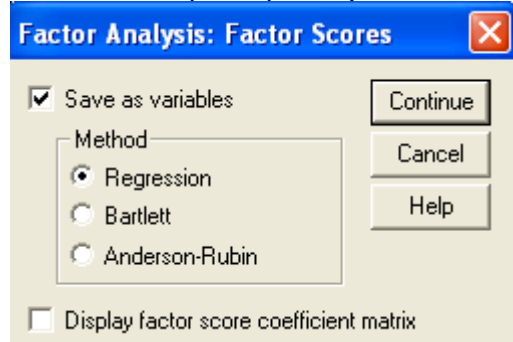 Factor Analysis: Factor Scores
Save as variables
Continue
Method
Cancel
Regression
Help
Bartlett
Anderson-Rubin
Display factor score coefficient matrix